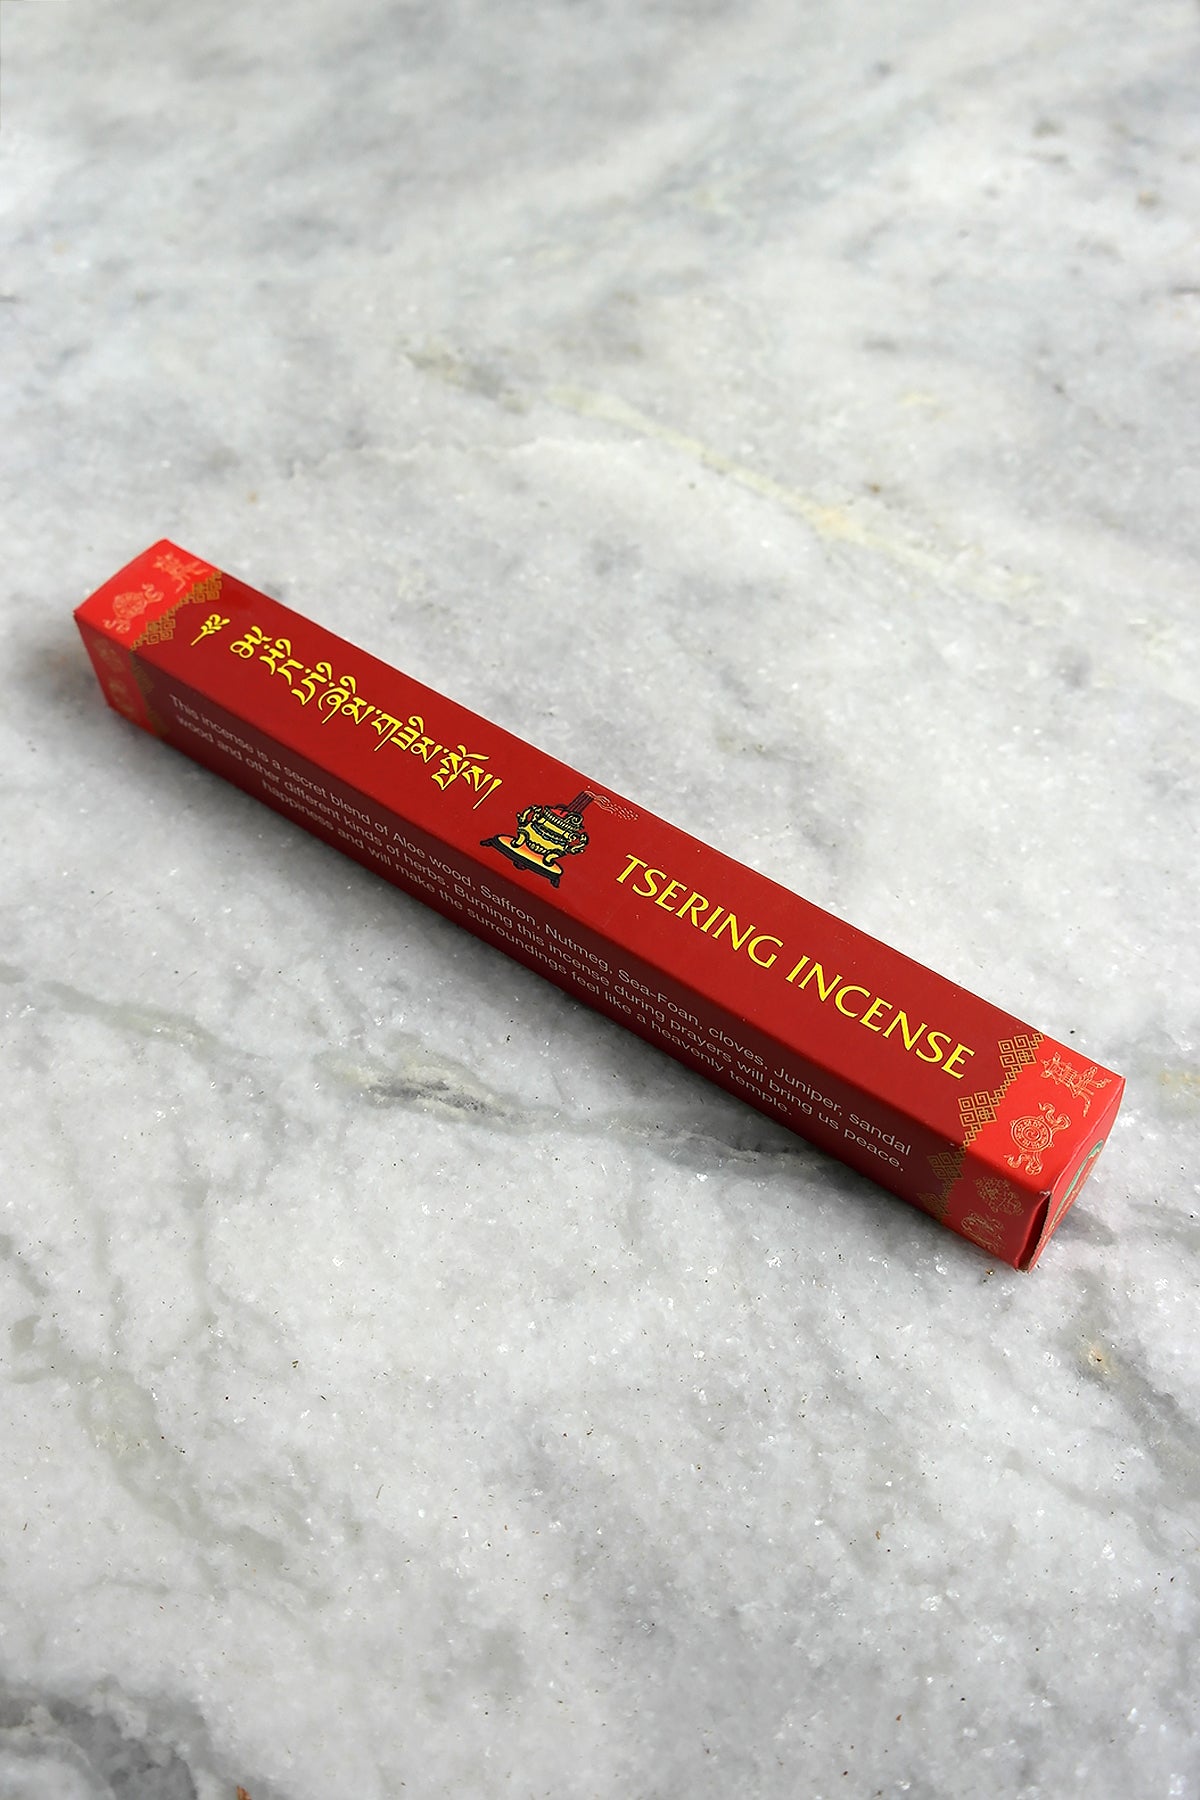 TSERING INCENSE
This incense is a secret blend of Aloe wood, Saffron, Nutmeg, Sea-Foan, cloves, Juniper, sandal
wood and other different kinds of herbs. Burning this incense during prayers will bring us peace,
happiness and will make the surroundings feel like a heavenly temple.